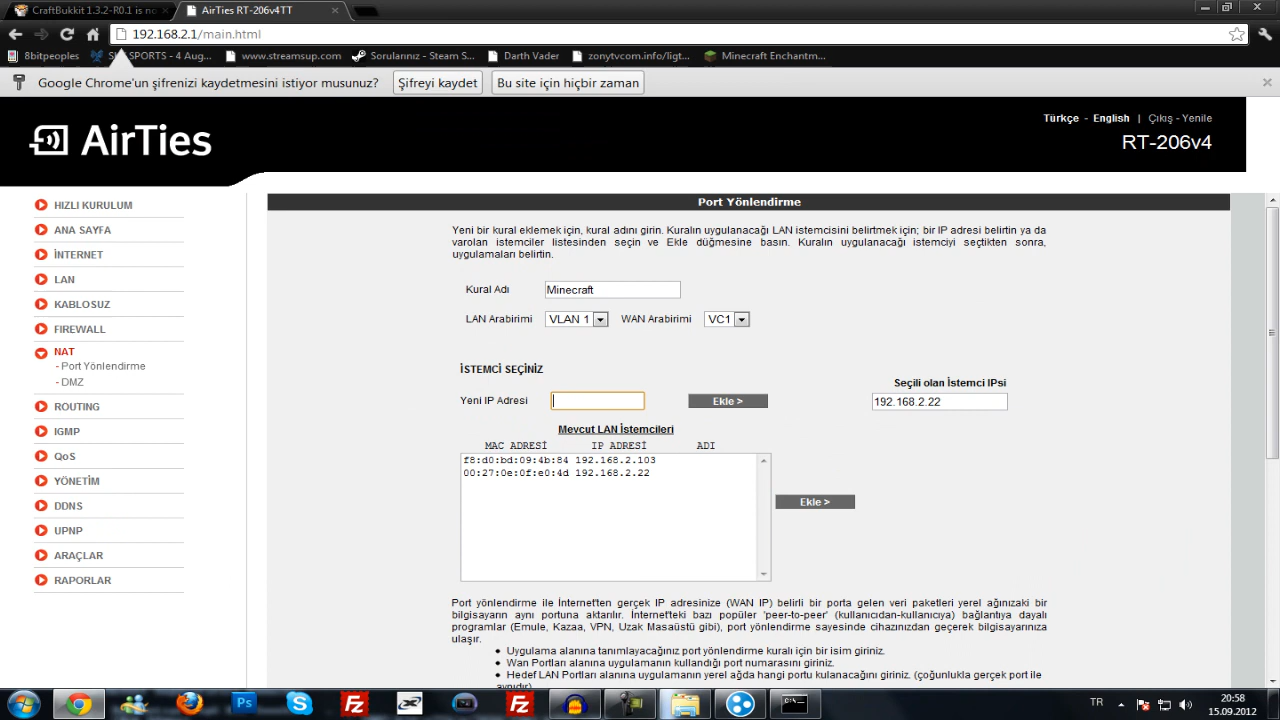 CraftBukkit 1.3.2-R0.1 is no
AirTies RT-206v4TT
192.168.2.1/main.html
8bitpeoples
SPORTS - 4 Aug...
www.streamsup.com
Sorularınız - Steam S...
Darth Vader
zonytvcom.info/ligt...
Minecraft Enchantm...
Google Chrome'un şifrenizi kaydetmesini istiyor musunuz?
Şifreyi kaydet
Bu site için hiçbir zaman
AirTies
Türkçe - English | Çıkış - Yenile
RT-206v4
HIZLI KURULUM
ANA SAYFA
İNTERNET
LAN
KABLOSUZ
FIREWALL
NAT
- Port Yönlendirme
- DMZ
ROUTING
IGMP
QoS
YÖNETİM
DDNS
UPNP
ARAÇLAR
RAPORLAR
Port Yönlendirme
Yeni bir kural eklemek için, kural adını girin. Kuralın uygulanacağı LAN istemcisini belirtmek için; bir IP adresi belirtin ya da
varolan istemciler listesinden seçin ve Ekle düğmesine basın. Kuralın uygulanacağı istemciyi seçtikten sonra,
uygulamaları belirtin.
Kural Adı
Minecraft
LAN Arabirimi
VLAN 1
WAN Arabirimi
VC1
İSTEMCİ SEÇİNİZ
Seçili olan İstemci IPsi
Yeni IP Adresi
Ekle >
192.168.2.22
Mevcut LAN İstemcileri
MAC ADRESİ IP ADRESİ ADI
f8:d0:bd:09:4b:84 192.168.2.103
00:27:0e:0f:e0:4d 192.168.2.22
Ekle >
Port yönlendirme ile İnternet'ten gerçek IP adresinize (WAN IP) belirli bir porta gelen veri paketleri yerel ağınızaki bir
bilgisayarın aynı portuna aktarılır. İnternet'teki bazı popüler 'peer-to-peer' (kullanıcıdan-kullanıcıya) bağlantıya dayalı
programlar (Emule, Kazaa, VPN, Uzak Masaüstü gibi), port yönlendirme sayesinde cihazınızdan geçerek bilgisayarınıza
ulaşır.
Uygulama alanına tanımlayacağınız port yönlendirme kuralı için bir isim giriniz.
Wan Portları alanına uygulamanın kullandığı port numarasını giriniz.
Hedef LAN Portları alanına uygulamanın yerel ağda hangi portu kulanacağını giriniz. (çoğunlukla gerçek port ile
aynıdır)
TR
20:58
15.09.2012